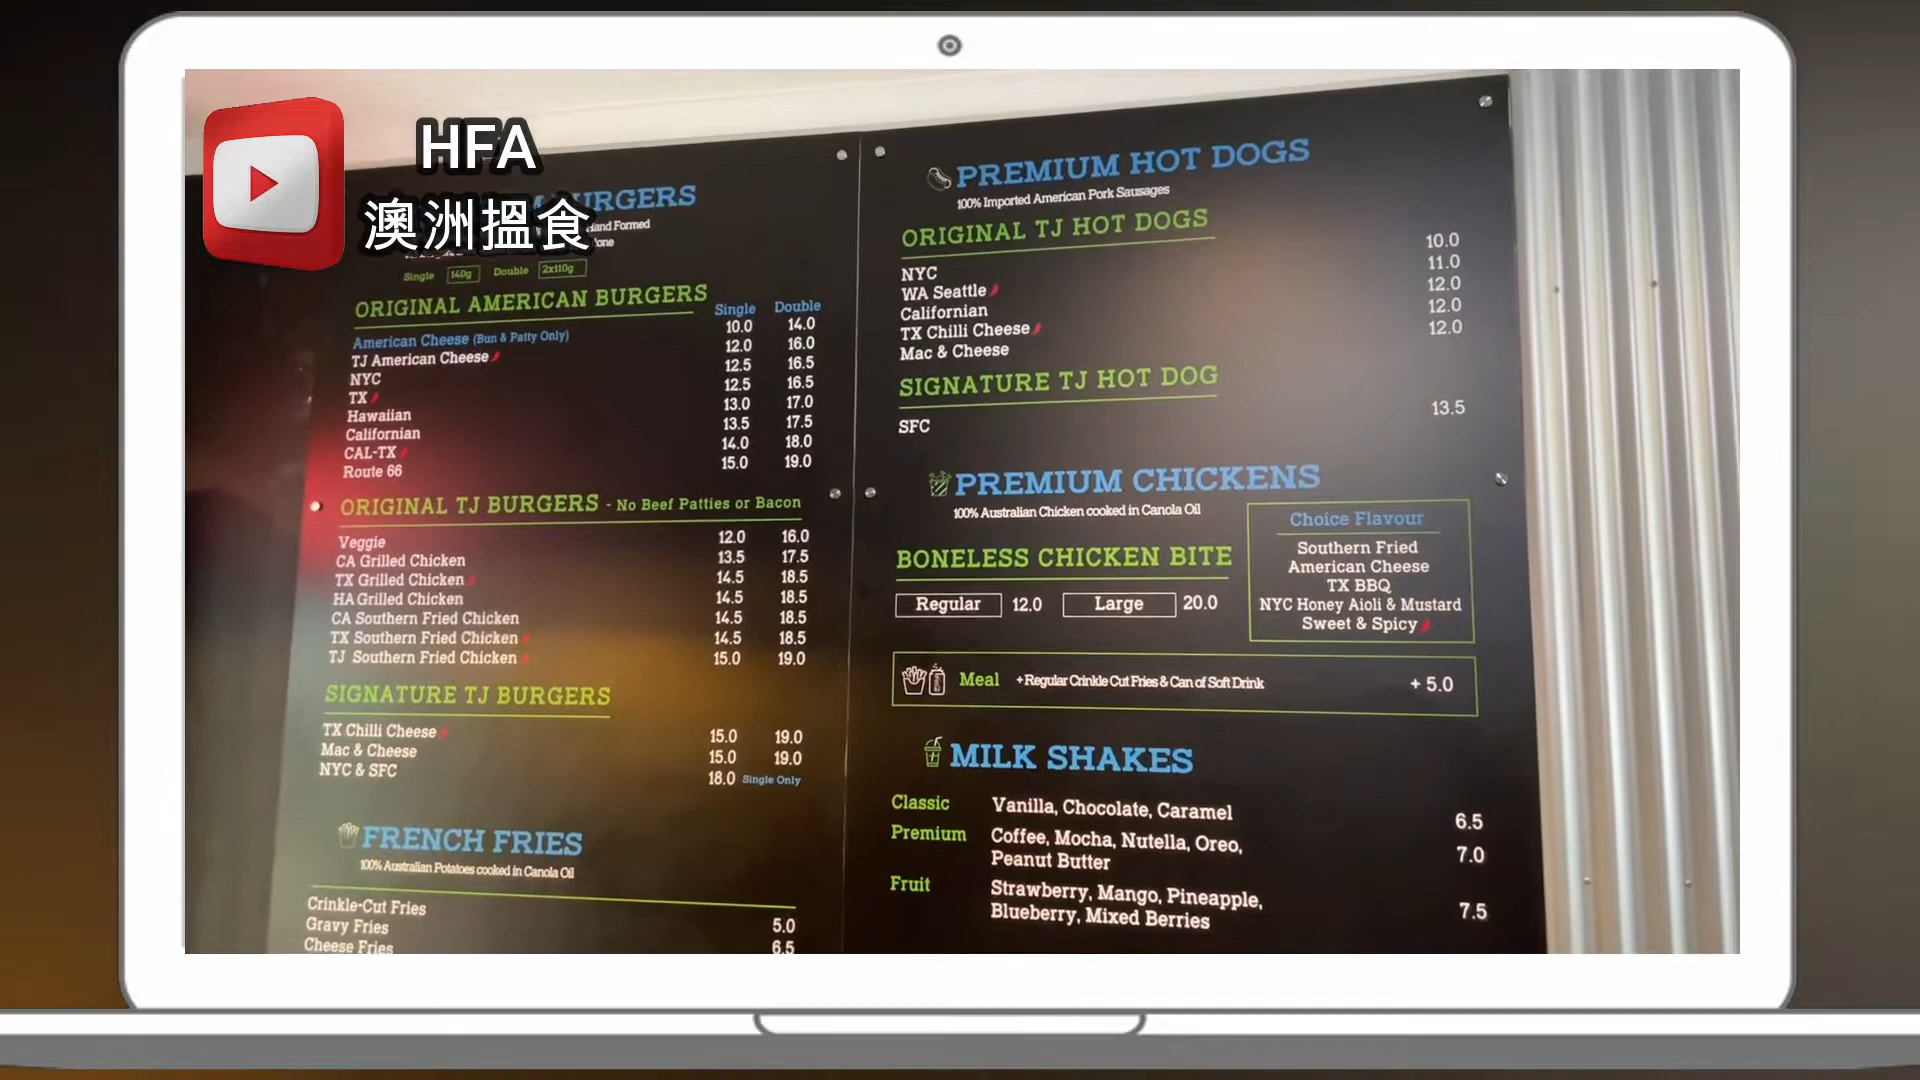 HFA
澳洲搵食
BURGERS
Hand Formed
Single 140g Double 2x110g
ORIGINAL AMERICAN BURGERS
Single Double
American Cheese (Bun & Patty Only) 10.0 14.0
TJ American Cheese 12.0 16.0
NYC 12.5 16.5
TX 12.5 16.5
Hawaiian 13.0 17.0
Californian 13.5 17.5
CAL-TX 14.0 18.0
Route 66 15.0 19.0
ORIGINAL TJ BURGERS - No Beef Patties or Bacon
Veggie 12.0 16.0
CA Grilled Chicken 13.5 17.5
TX Grilled Chicken 14.5 18.5
HA Grilled Chicken 14.5 18.5
CA Southern Fried Chicken 14.5 18.5
TX Southern Fried Chicken 14.5 18.5
TJ Southern Fried Chicken 15.0 19.0
SIGNATURE TJ BURGERS
TX Chilli Cheese 15.0 19.0
Mac & Cheese 15.0 19.0
NYC & SFC 18.0 Single Only
FRENCH FRIES
100% Australian Potatoes cooked in Canola Oil
Crinkle-Cut Fries 5.0
Gravy Fries 6.5
Cheese Fries
PREMIUM HOT DOGS
100% Imported American Pork Sausages
ORIGINAL TJ HOT DOGS
NYC 10.0
WA Seattle 11.0
Californian 12.0
TX Chilli Cheese 12.0
Mac & Cheese 12.0
SIGNATURE TJ HOT DOG
SFC 13.5
PREMIUM CHICKENS
100% Australian Chicken cooked in Canola Oil
BONELESS CHICKEN BITE
Regular 12.0 Large 20.0
Choice Flavour
Southern Fried
American Cheese
TX BBQ
NYC Honey Aioli & Mustard
Sweet & Spicy
Meal +Regular Crinkle Cut Fries & Can of Soft Drink + 5.0
MILK SHAKES
Classic Vanilla, Chocolate, Caramel 6.5
Premium Coffee, Mocha, Nutella, Oreo, 7.0
Peanut Butter
Fruit Strawberry, Mango, Pineapple, 7.5
Blueberry, Mixed Berries